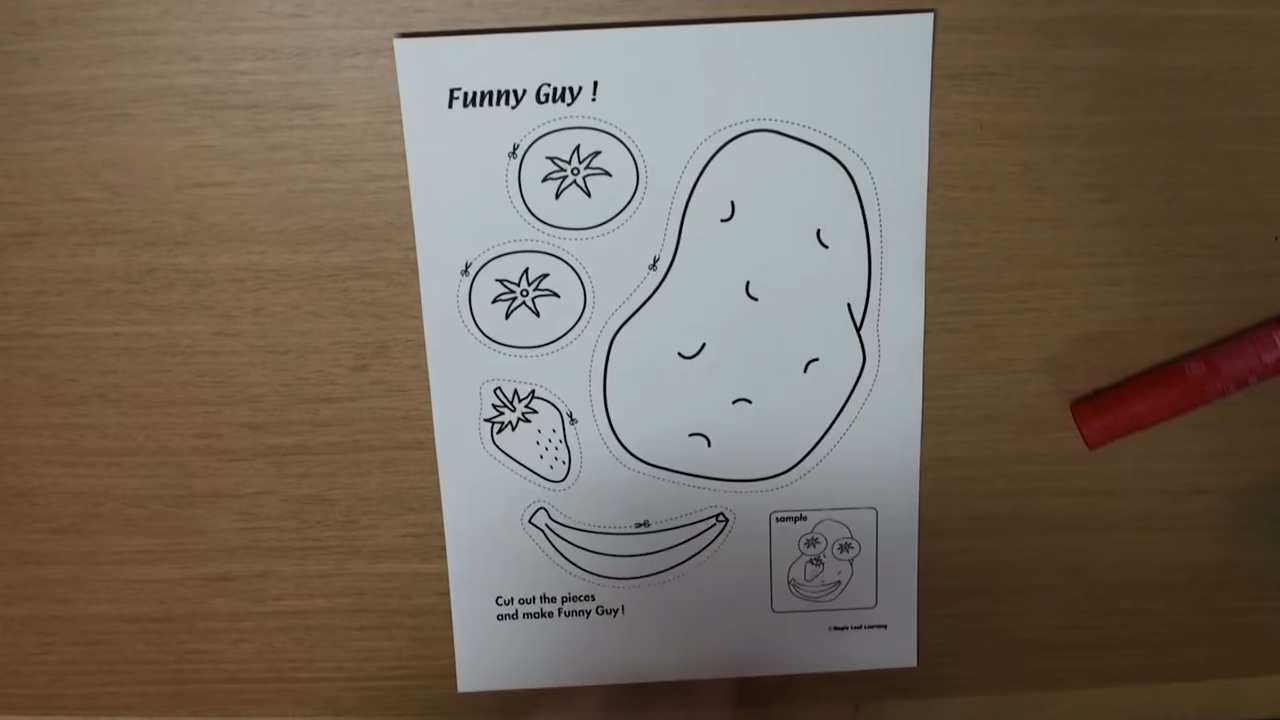 Funny Guy !
sample
Cut out the pieces
and make Funny Guy!
©Maple Leaf Learning